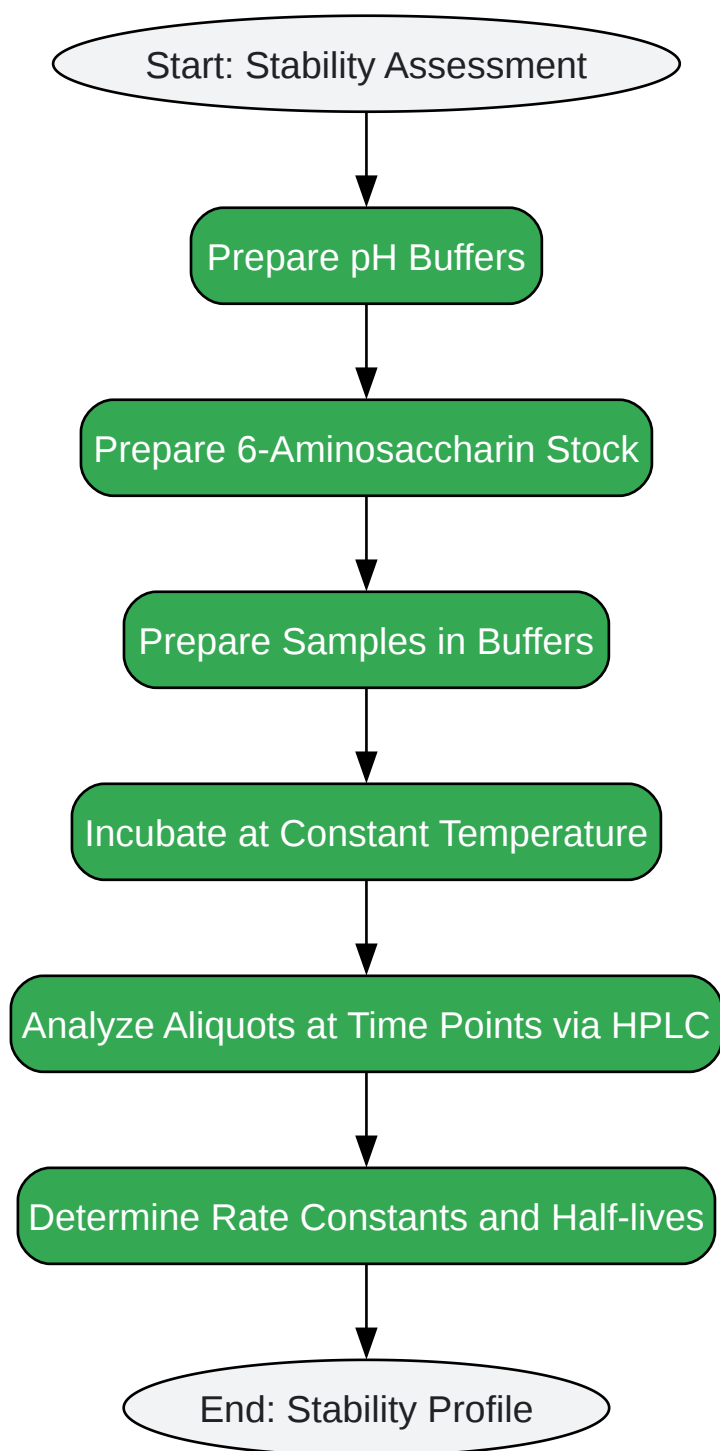 Start: Stability Assessment
Prepare pH Buffers
Prepare 6-Aminosaccharin Stock
Prepare Samples in Buffers
Incubate at Constant Temperature
Analyze Aliquots at Time Points via HPLC
Determine Rate Constants and Half-lives
End: Stability Profile